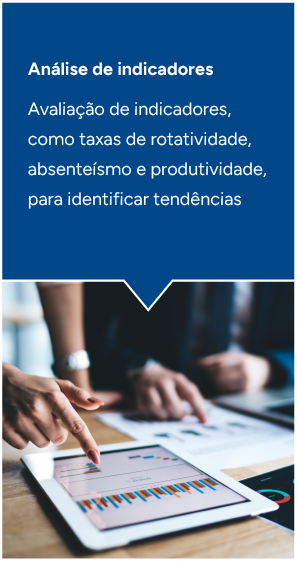 Análise de indicadores
Avaliação de indicadores,
como taxas de rotatividade,
absenteísmo e produtividade,
para identificar tendências